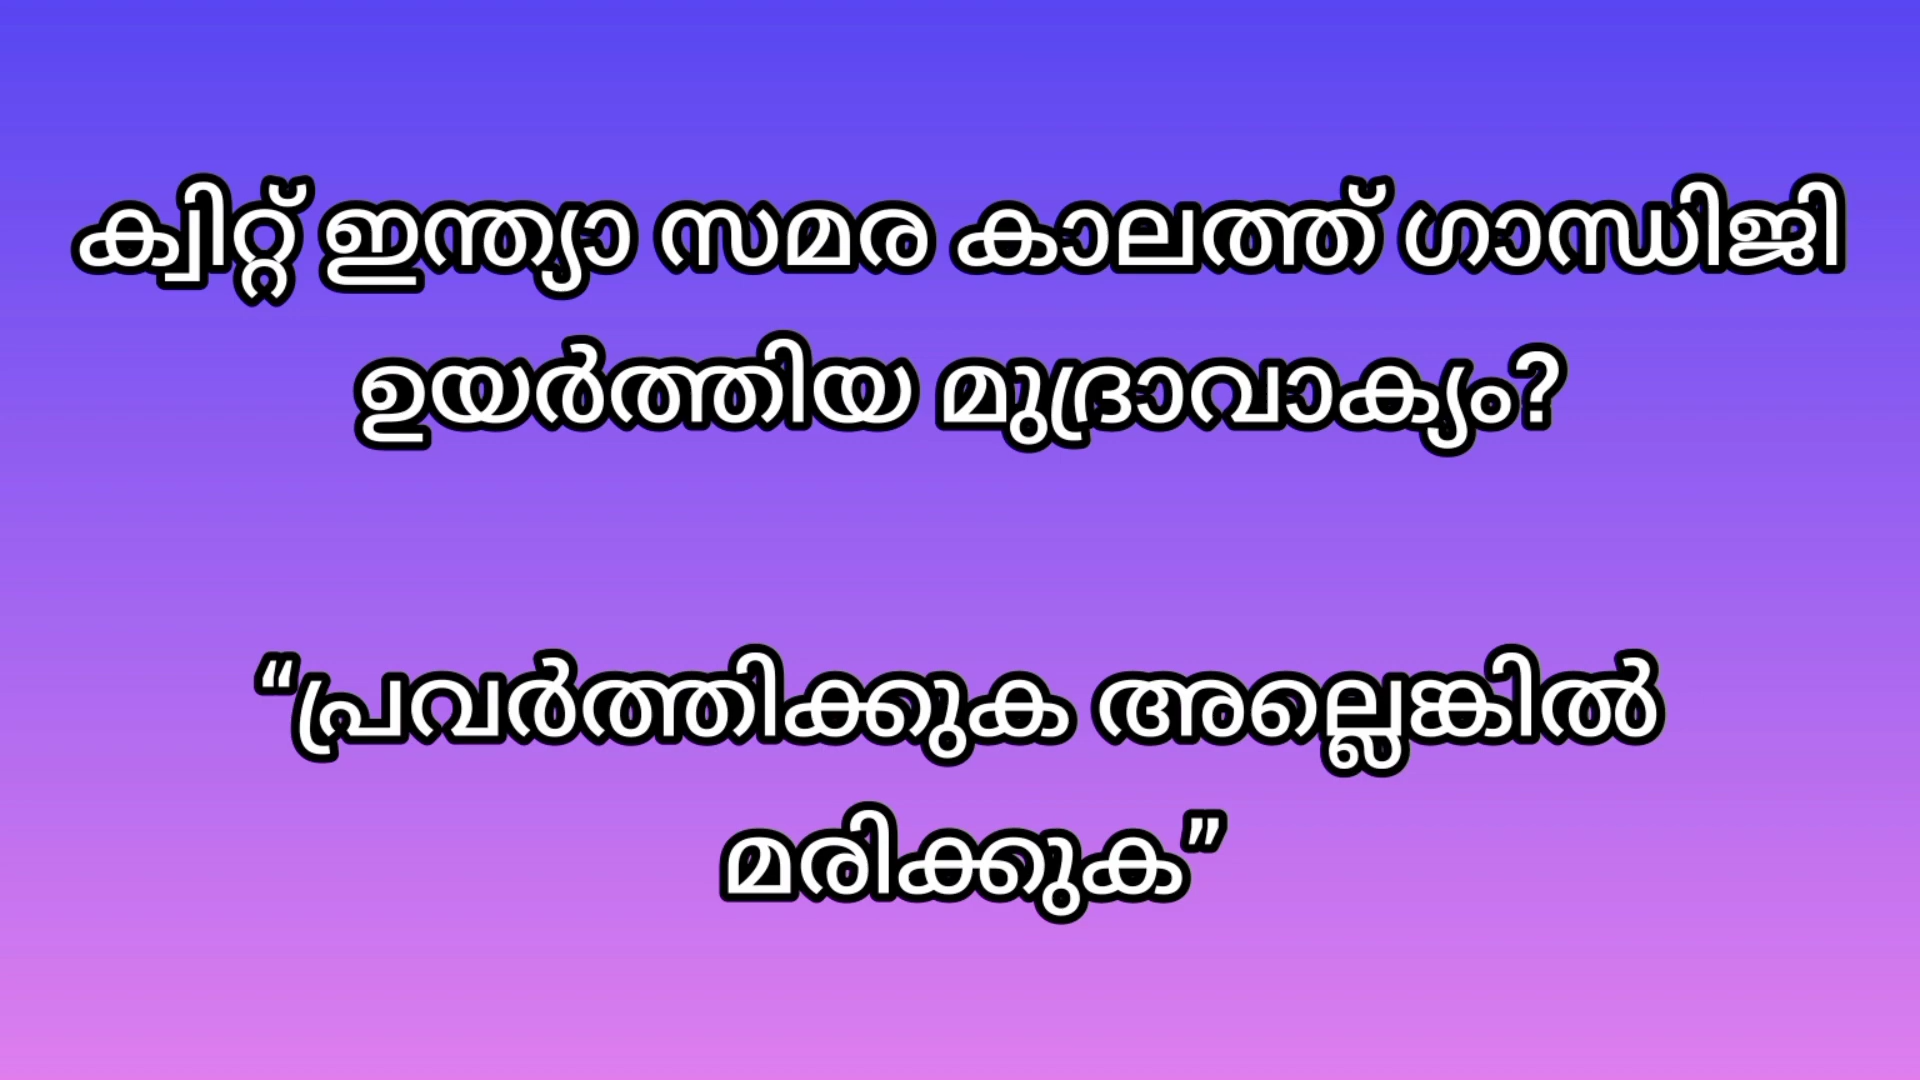 ക്വിറ്റ് ഇന്ത്യാ സമര കാലത്ത് ഗാന്ധിജി
ഉയർത്തിയ മുദ്രാവാക്യം?
“പ്രവർത്തിക്കുക അല്ലെങ്കിൽ
മരിക്കുക”